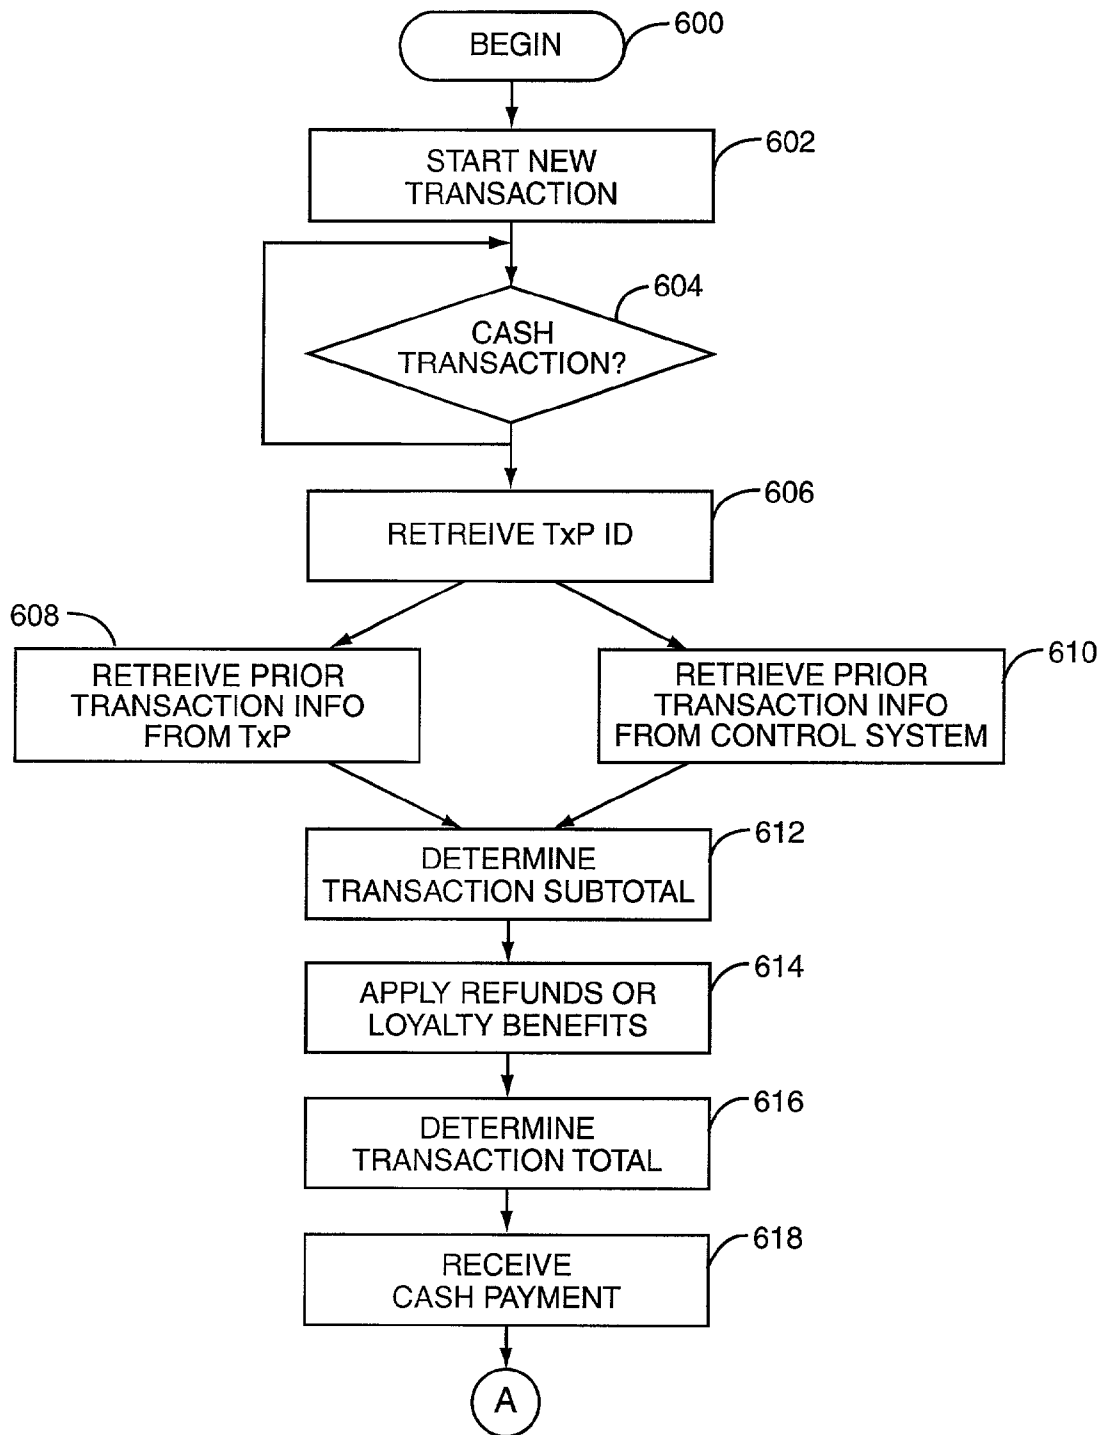 BEGIN
600
START NEW
TRANSACTION
602
CASH
TRANSACTION?
604
RETREIVE TxP ID
606
608
RETREIVE PRIOR
TRANSACTION INFO
FROM TxP
RETRIEVE PRIOR
TRANSACTION INFO
FROM CONTROL SYSTEM
610
DETERMINE
TRANSACTION SUBTOTAL
612
APPLY REFUNDS OR
LOYALTY BENEFITS
614
DETERMINE
TRANSACTION TOTAL
616
RECEIVE
CASH PAYMENT
618
A